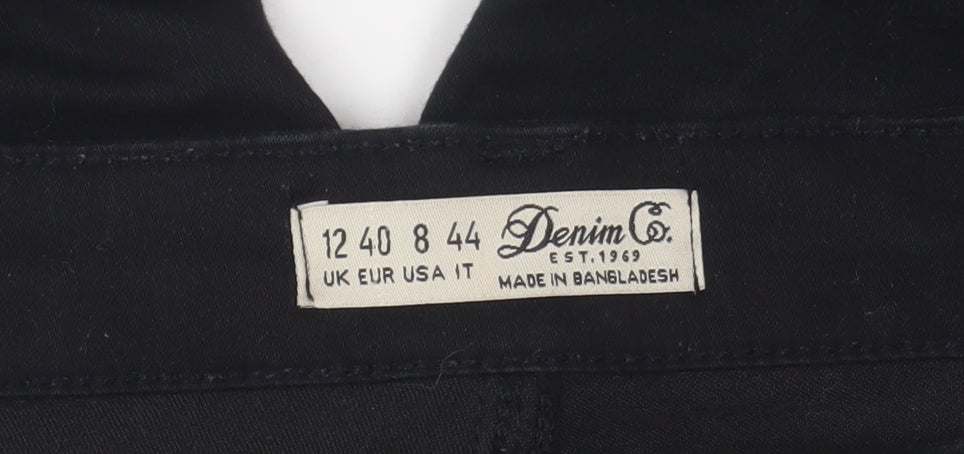 12 40 8 44
UK EUR USA IT
Denim Co.
EST. 1969
MADE IN BANGLADESH